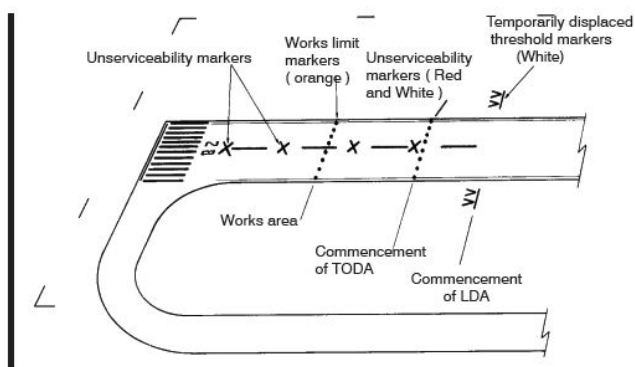 Temporarily displaced
threshold markers
(White)
Works limit
markers
( orange )
Unserviceability markers
Unserviceability
markers ( Red
and White )
28
Works area
Commencement
of TODA
Commencement
of LDA